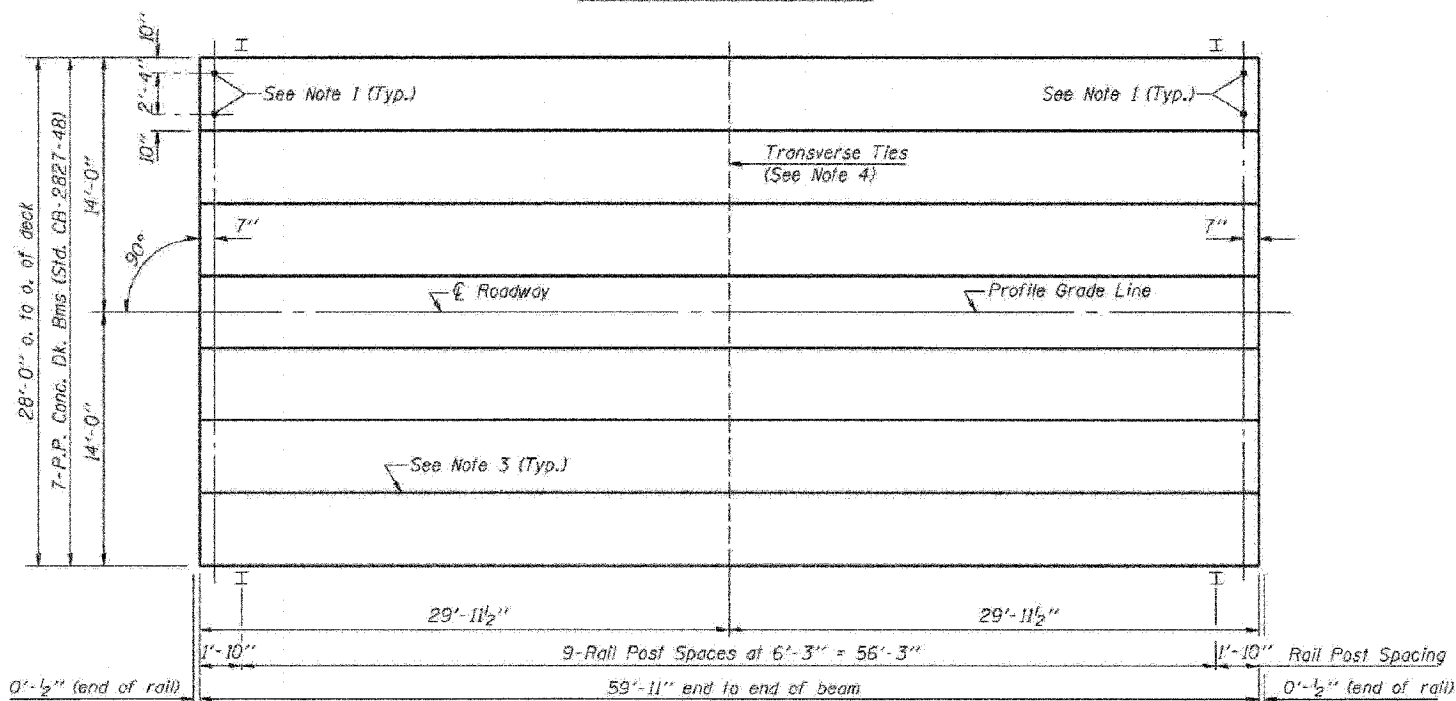 10"
2'-4"
10"
See Note 1 (Typ.)
See Note 1 (Typ.)
Transverse Ties
(See Note 4)
28'-0" o. to o. of deck
7-P.P. Conc. Dk. Bms (Std. CB-2827-48)
14'-0"
14'-0"
90°
7"
7"
℄ Roadway
Profile Grade Line
See Note 3 (Typ.)
29'-11½"
29'-11½"
1'-10"
9-Rail Post Spaces at 6'-3" = 56'-3"
1'-10"
Rail Post Spacing
0'-½" (end of rail)
59'-11" end to end of beam
0'-½" (end of rail)